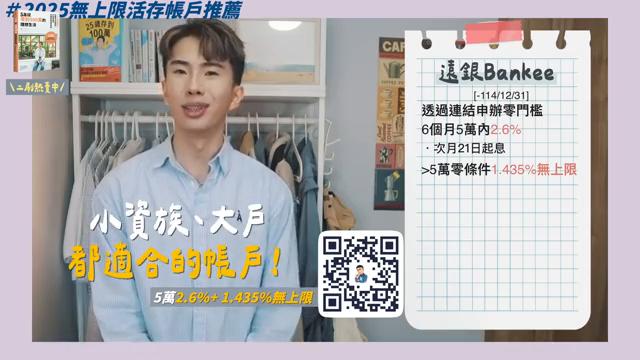 #2025無上限活存帳戶推薦
\二刷熱賣中/
25歲存到
100萬
遠銀Bankee
[-114/12/31]
透過連結申辦零門檻
6個月5萬內2.6%
·次月21日起息
>5萬零條件1.435%無上限
小資族、大戶
都適合的帳戶!
5萬2.6%+ 1.435%無上限